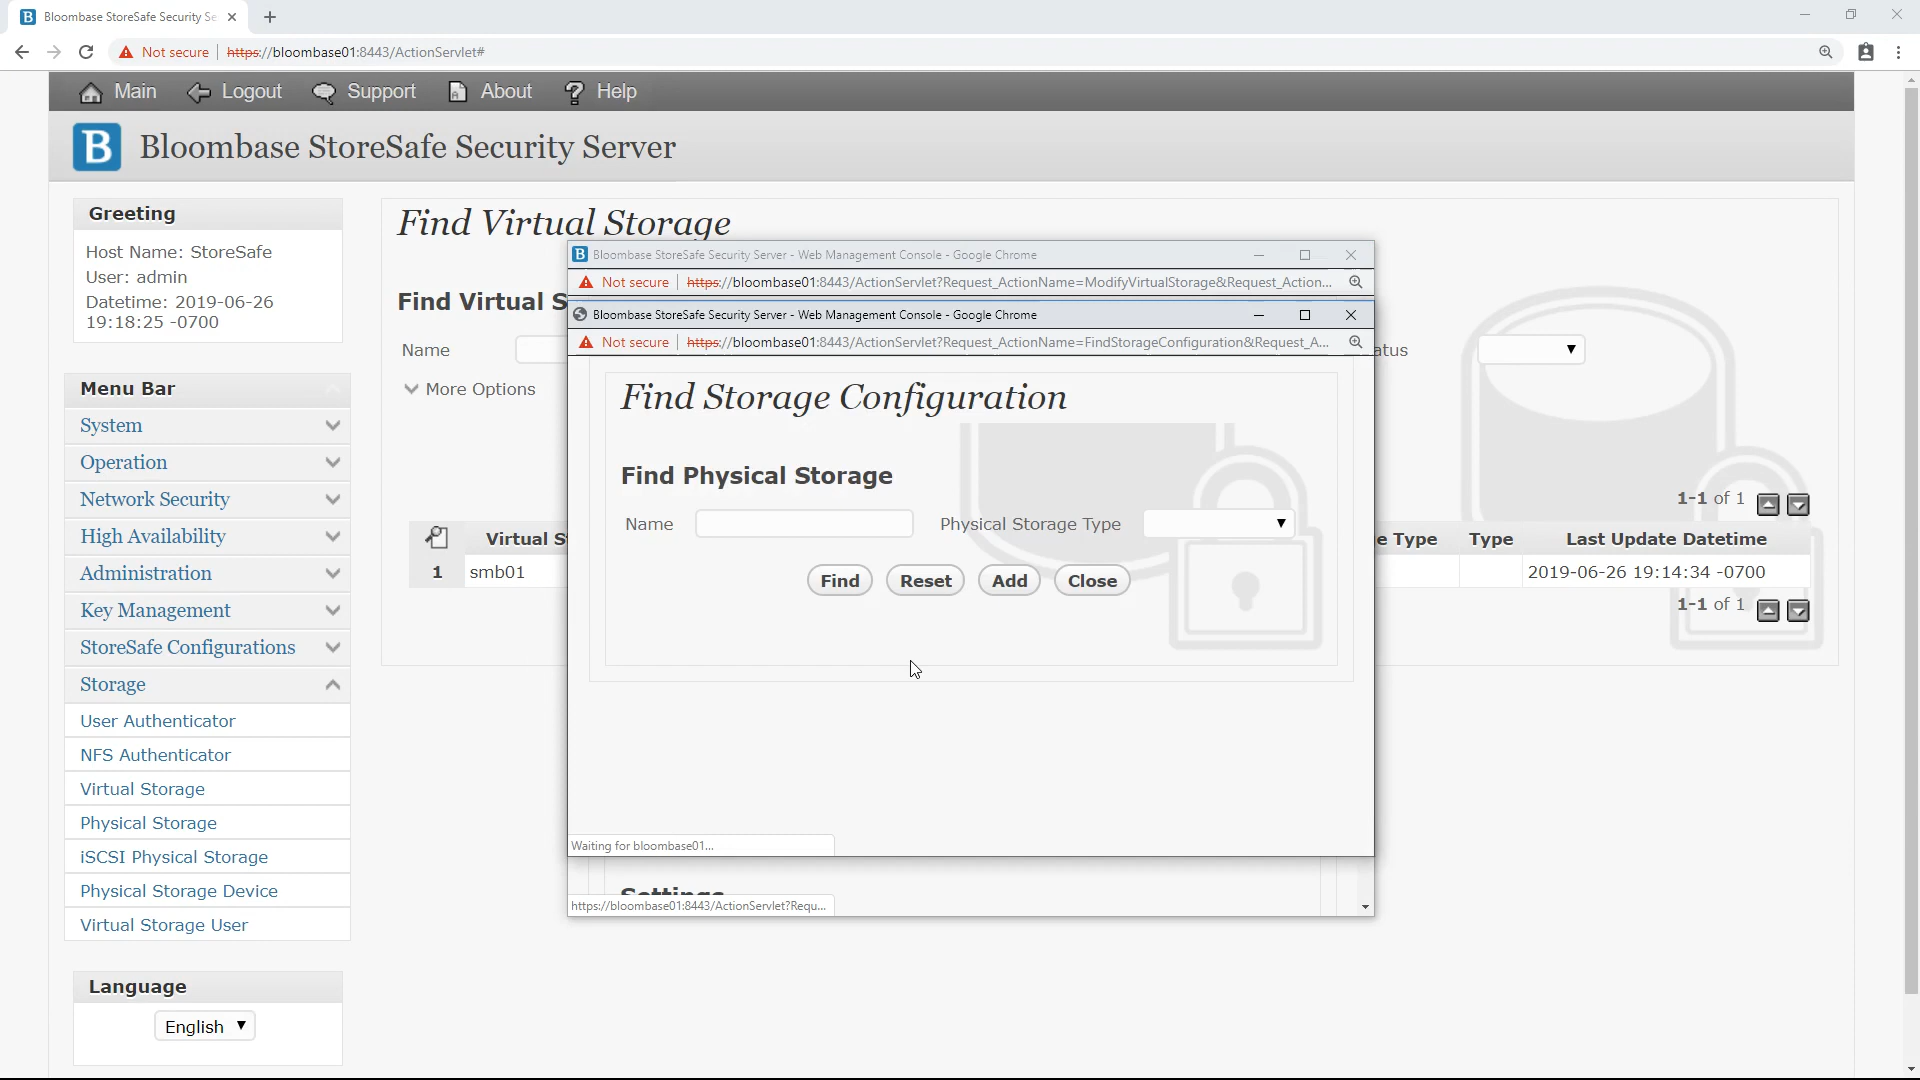 Bloombase StoreSafe Security Se
Not secure https://bloombase01:8443/ActionServlet#
Main Logout Support About Help
B Bloombase StoreSafe Security Server
Greeting
Host Name: StoreSafe
User: admin
Datetime: 2019-06-26
19:18:25 -0700
Menu Bar
System
Operation
Network Security
High Availability
Administration
Key Management
StoreSafe Configurations
Storage
User Authenticator
NFS Authenticator
Virtual Storage
Physical Storage
iSCSI Physical Storage
Physical Storage Device
Virtual Storage User
Language
English
Find Virtual Storage
Find Virtual S
Name
atus
More Options
1-1 of 1
Virtual S
e Type Type Last Update Datetime
1 smb01 2019-06-26 19:14:34 -0700
1-1 of 1
Bloombase StoreSafe Security Server - Web Management Console - Google Chrome
Not secure https://bloombase01:8443/ActionServlet?Request_ActionName=ModifyVirtualStorage&Request_Action...
Bloombase StoreSafe Security Server - Web Management Console - Google Chrome
Not secure https://bloombase01:8443/ActionServlet?Request_ActionName=FindStorageConfiguration&Request_A...
Find Storage Configuration
Find Physical Storage
Name Physical Storage Type
Find Reset Add Close
Waiting for bloombase01...
Settings
https://bloombase01:8443/ActionServlet?Requ...